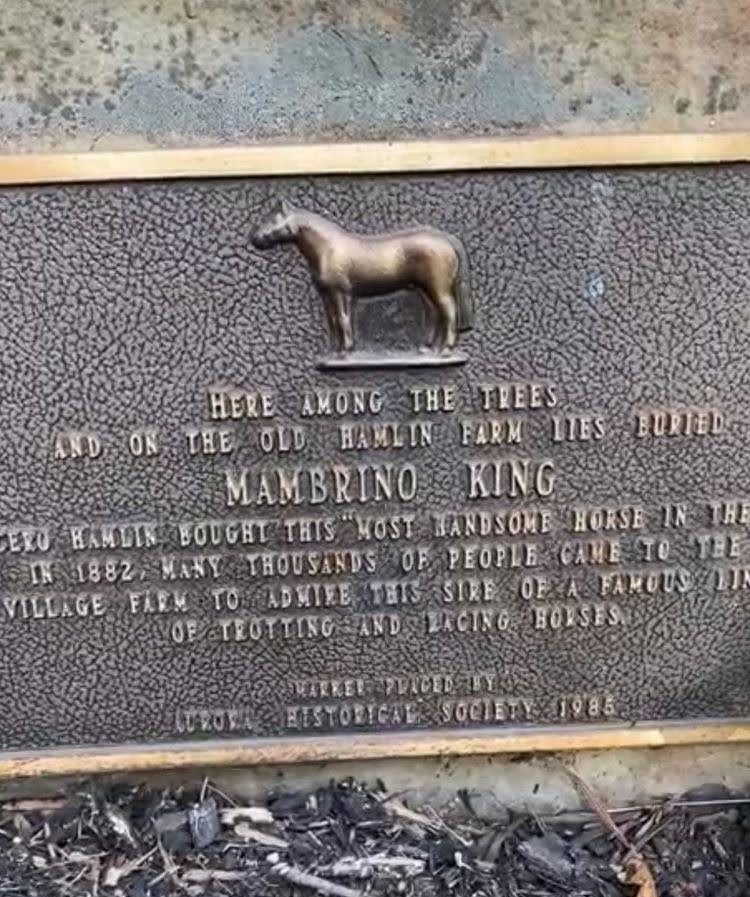 HERE AMONG THE TREES
AND ON THE OLD HAMLIN FARM LIES BURIED
MAMBRINO KING
CERO HAMLIN BOUGHT THIS "MOST HANDSOME HORSE IN THE
IN 1882, MANY THOUSANDS OF PEOPLE CAME TO THE
VILLAGE FARM TO ADMIRE THIS SIRE OF A FAMOUS LIN
OF TROTTING AND RACING HORSES.
MARKER PLACED BY
AURORA HISTORICAL SOCIETY